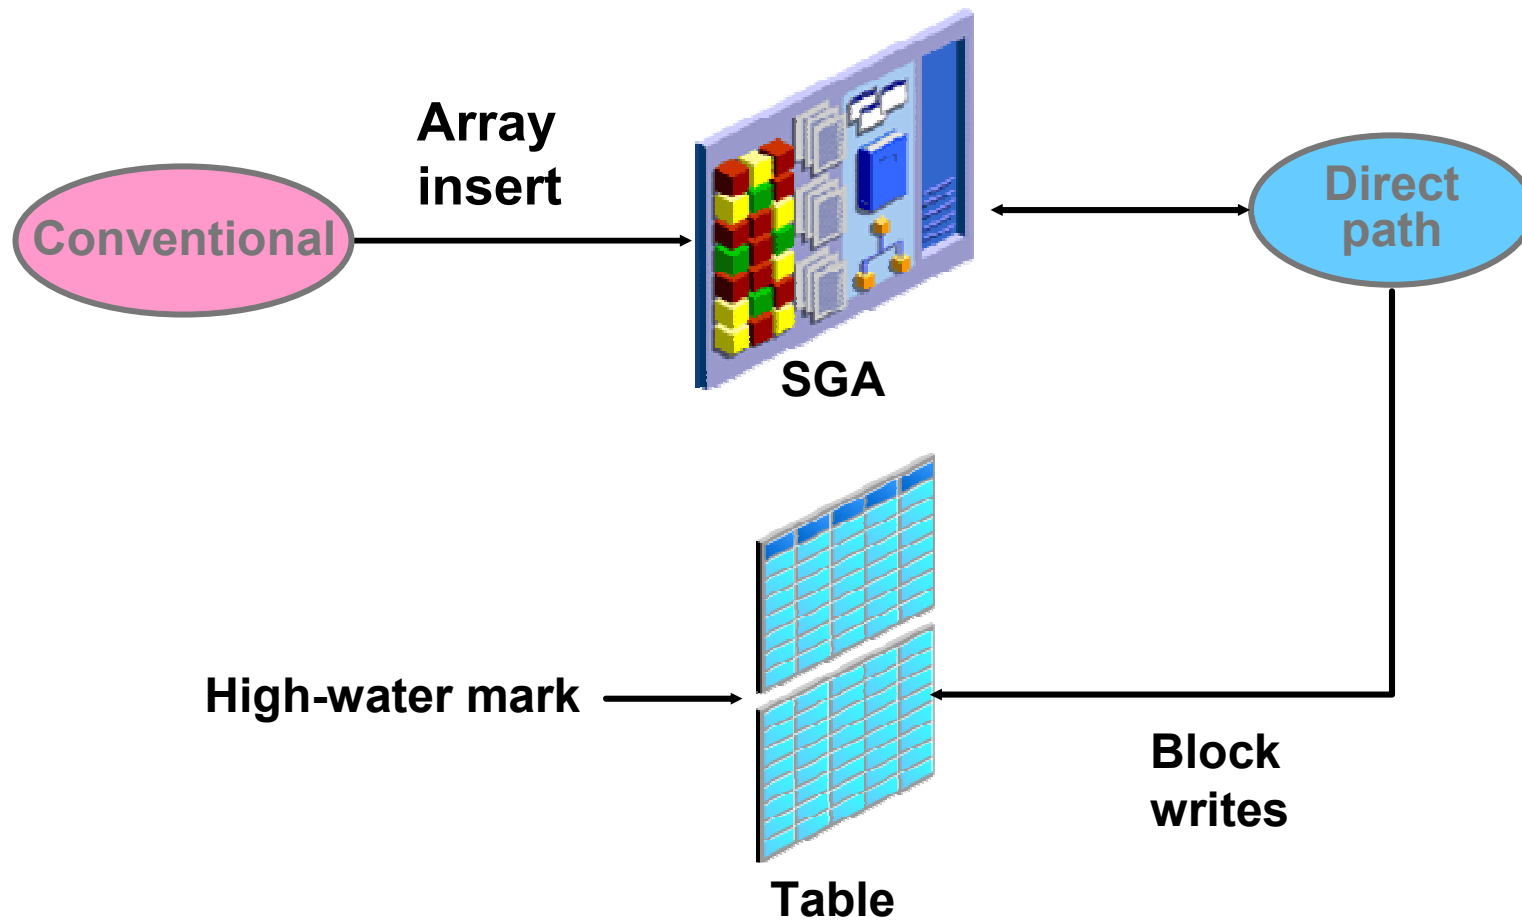 Array
insert
Conventional
Direct
path
SGA
High-water mark
Block
writes
Table